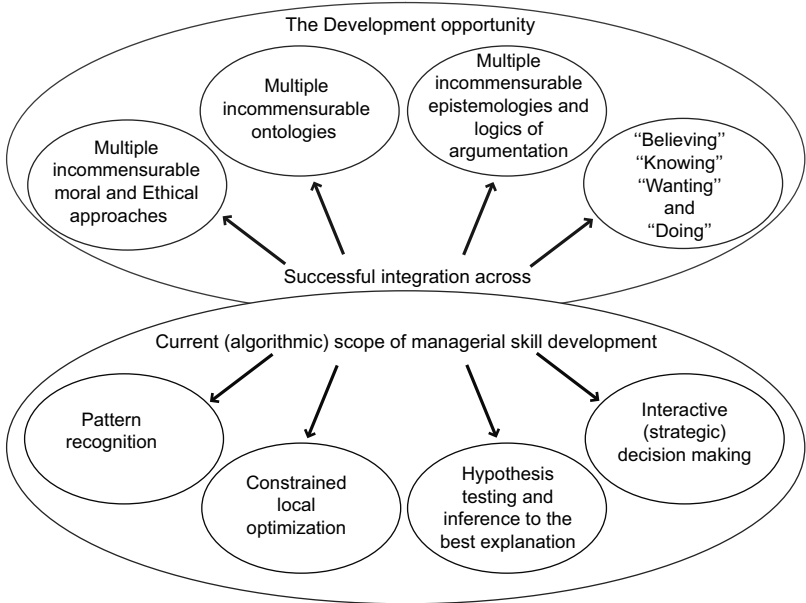 The Development opportunity
Multiple
incommensurable
moral and Ethical
approaches
Multiple
incommensurable
ontologies
Multiple
incommensurable
epistemologies and
logics of
argumentation
‘‘Believing’’
‘‘Knowing’’
‘‘Wanting’’
and
‘‘Doing’’
Successful integration across
Current (algorithmic) scope of managerial skill development
Pattern
recognition
Constrained
local
optimization
Hypothesis
testing and
inference to the
best explanation
Interactive
(strategic)
decision making